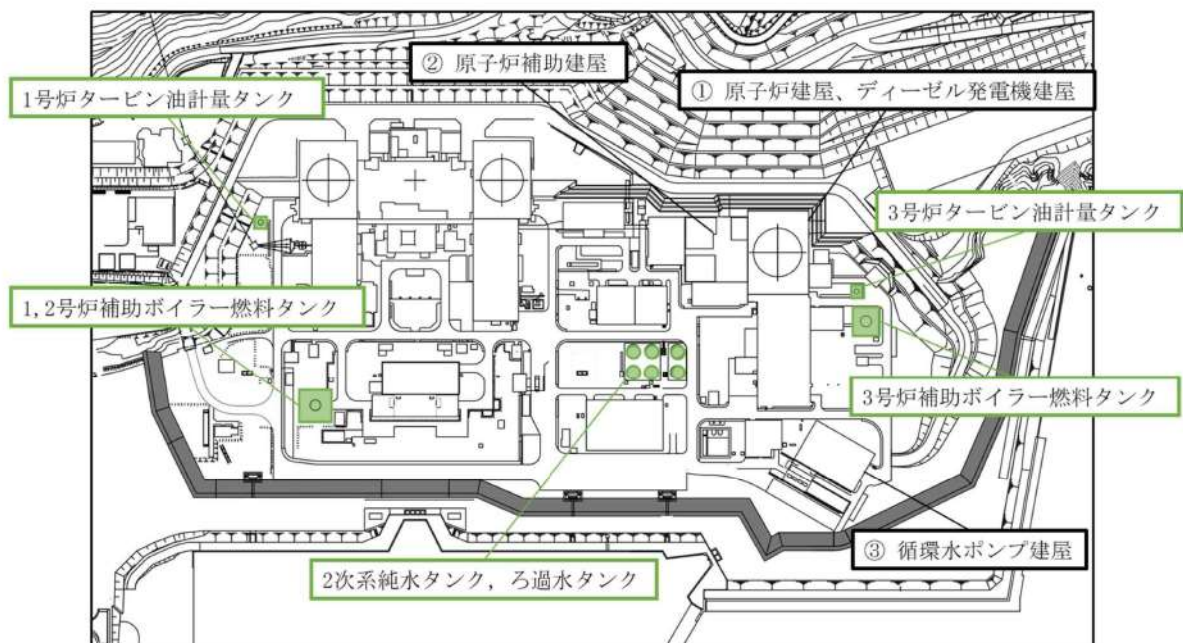 ② 原子炉補助建屋
① 原子炉建屋、ディーゼル発電機建屋
1号炉タービン油計量タンク
3号炉タービン油計量タンク
1,2号炉補助ボイラー燃料タンク
3号炉補助ボイラー燃料タンク
③ 循環水ポンプ建屋
2次系純水タンク，ろ過水タンク